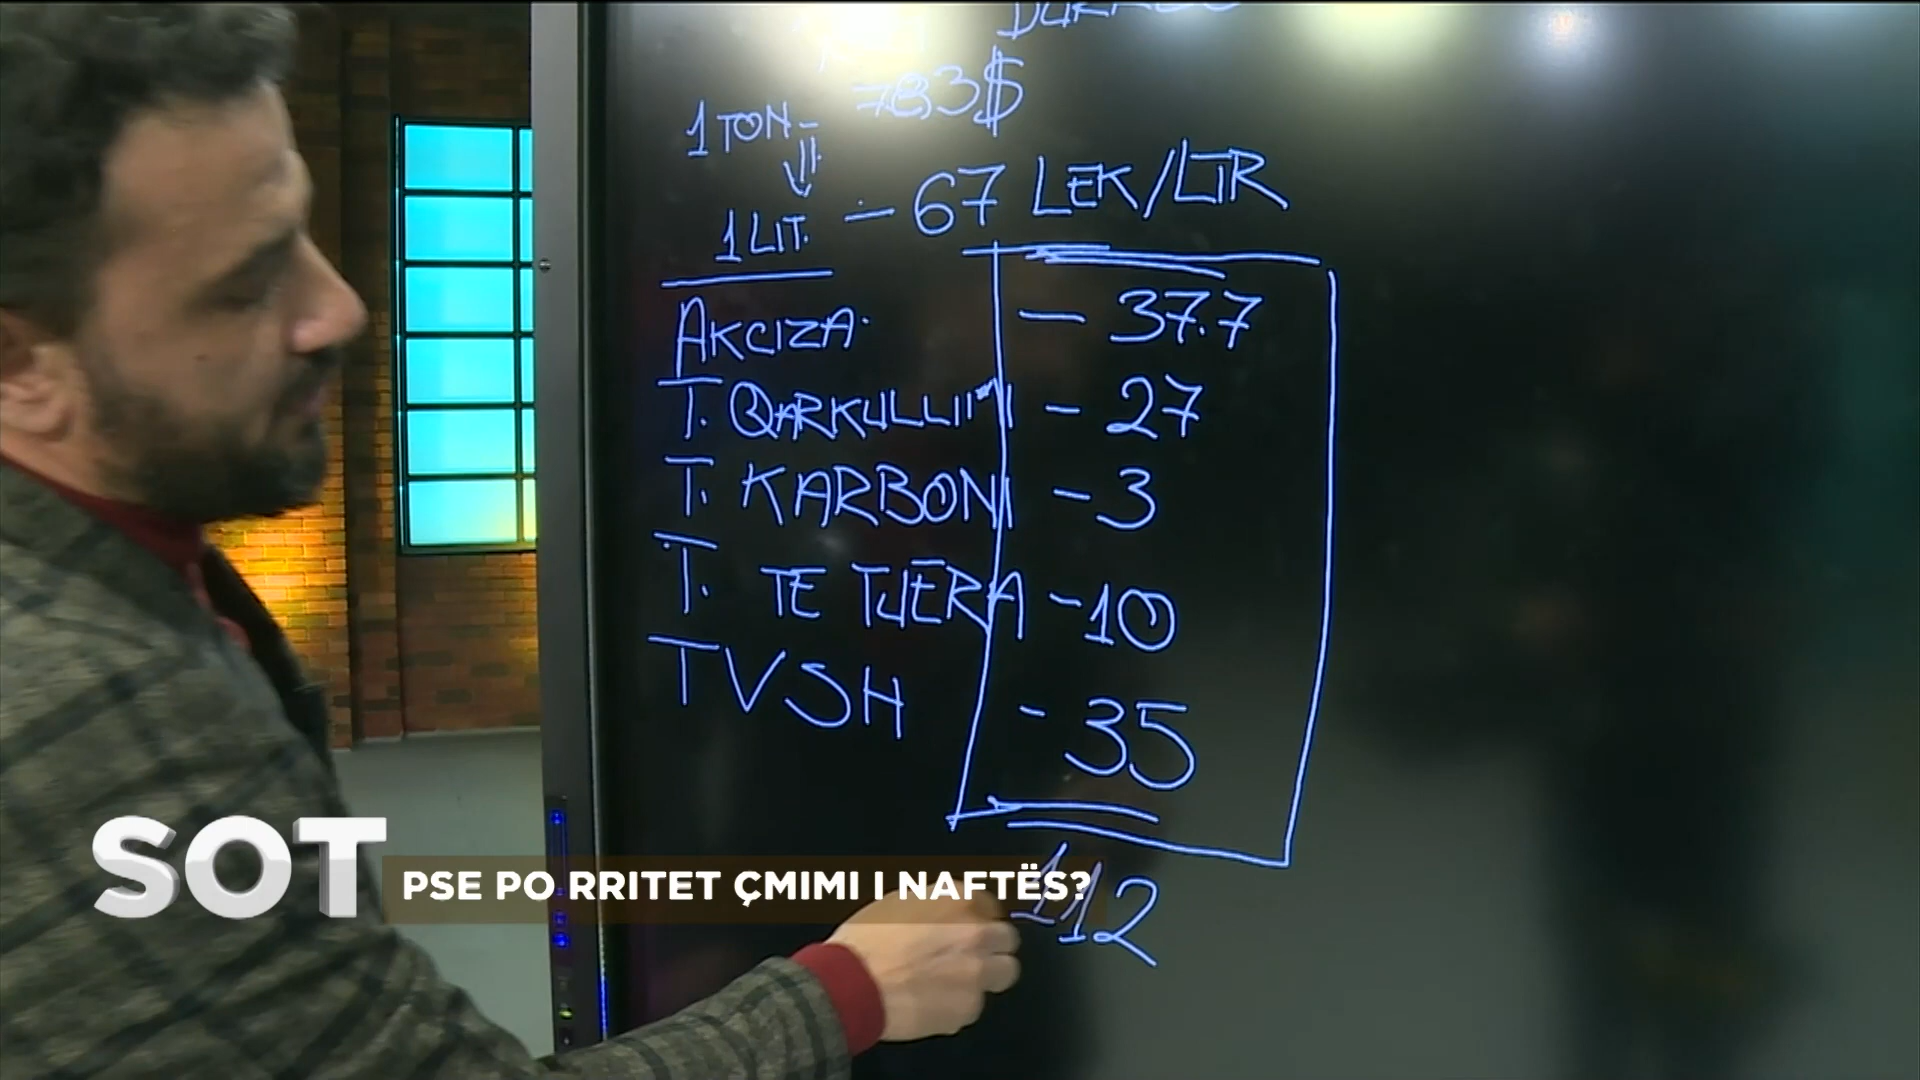 783$
1 TON -
1 LIT. - 67 LEK/LTR
AKCIZA - 37.7
T. QARKULLIMI - 27
T. KARBONI - 3
T. TE TJERA - 10
TVSH - 35
112
SOT
PSE PO RRITET ÇMIMI I NAFTËS?